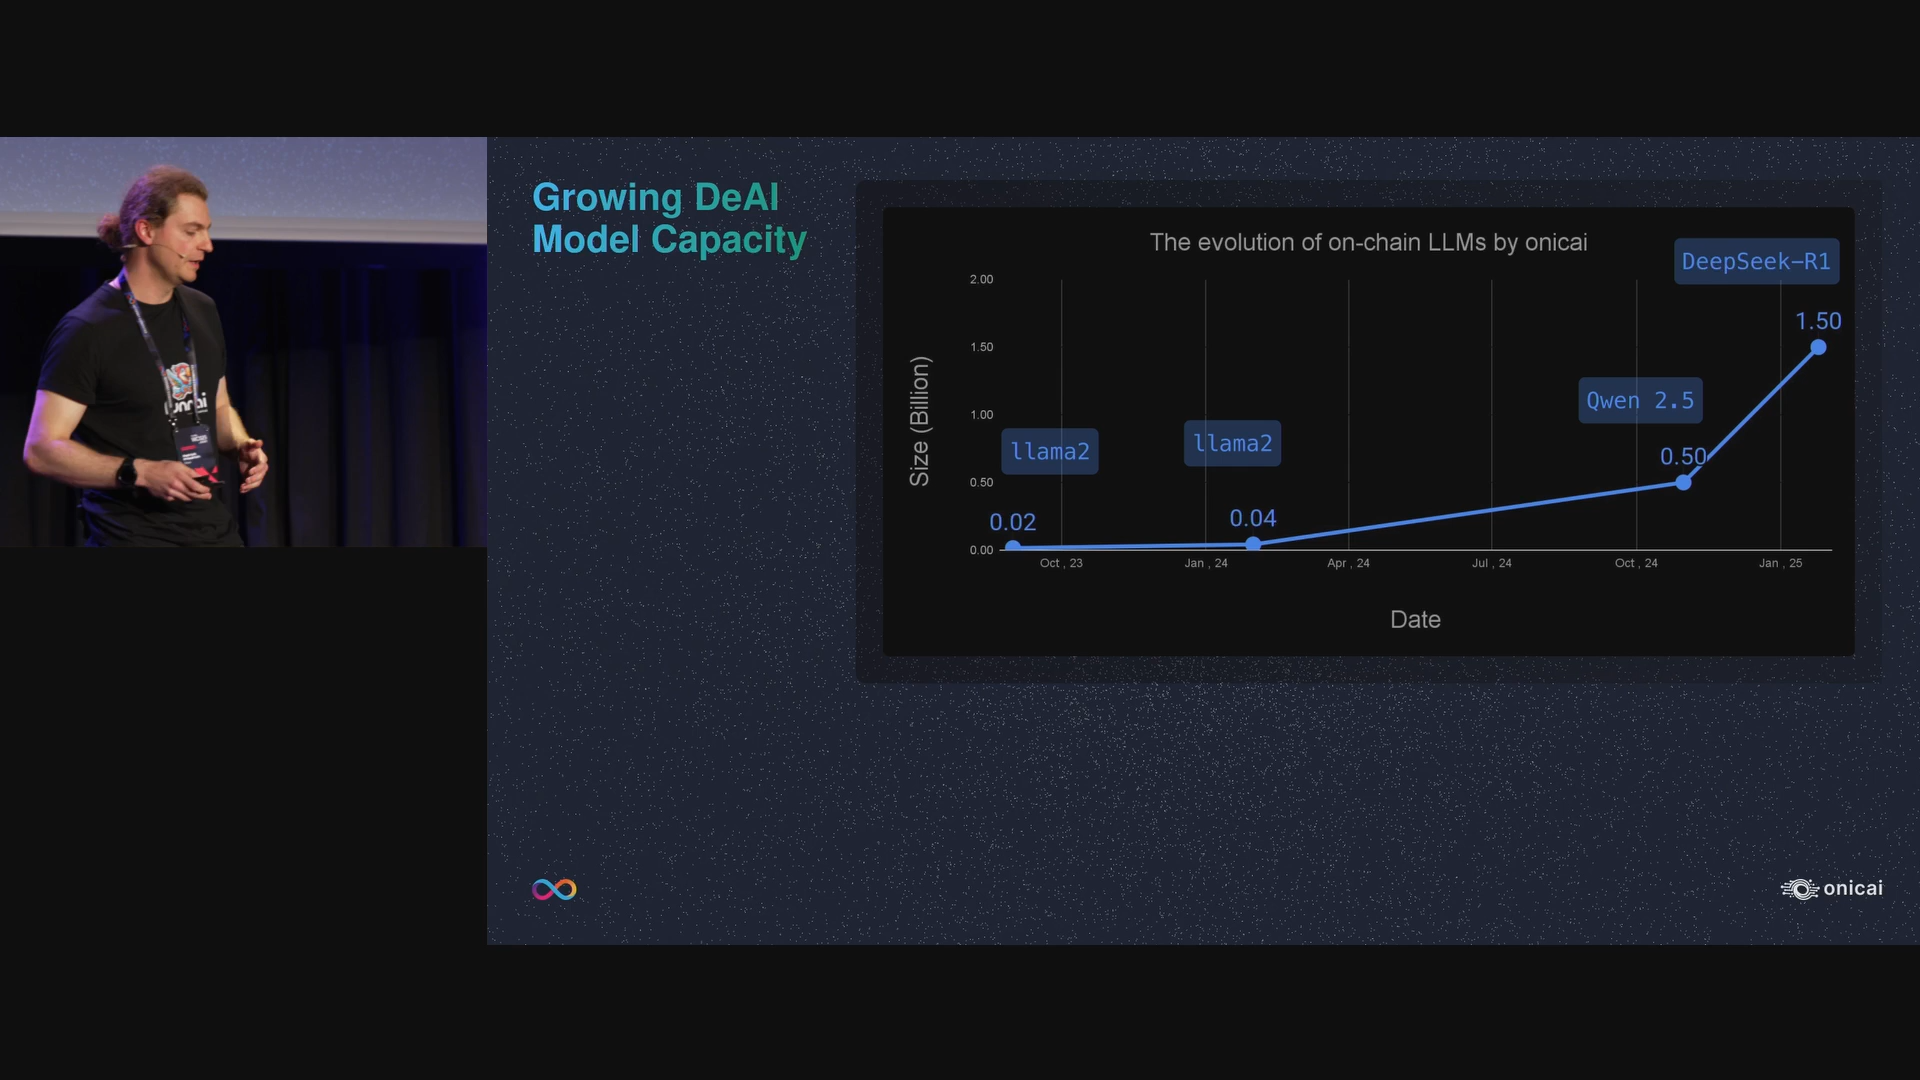 Growing DeAI
Model Capacity
The evolution of on-chain LLMs by onicai
DeepSeek-R1
2.00
1.50
1.50
Qwen 2.5
1.00
llama2
llama2
0.50
0.50
0.02
0.04
0.00
Oct , 23
Jan , 24
Apr , 24
Jul , 24
Oct , 24
Jan , 25
Size (Billion)
Date
onicai